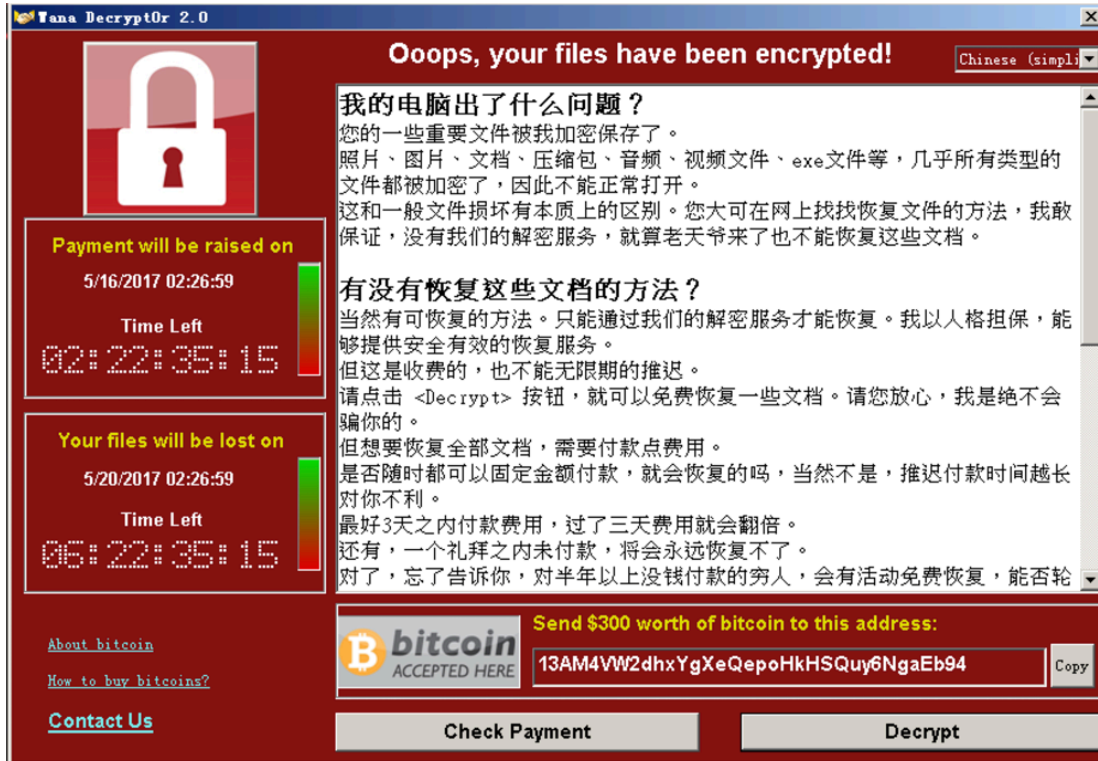 Wana Decrypt0r 2.0
Ooops, your files have been encrypted!
Chinese (simpli
我的电脑出了什么问题？
您的一些重要文件被我加密保存了。
照片、图片、文档、压缩包、音频、视频文件、exe文件等，几乎所有类型的
文件都被加密了，因此不能正常打开。
这和一般文件损坏有本质上的区别。您大可在网上找找恢复文件的方法，我敢
保证，没有我们的解密服务，就算老天爷来了也不能恢复这些文档。
有没有恢复这些文档的方法？
当然有可恢复的方法。只能通过我们的解密服务才能恢复。我以人格担保，能
够提供安全有效的恢复服务。
但这是收费的，也不能无限期的推迟。
请点击 <Decrypt> 按钮，就可以免费恢复一些文档。请您放心，我是绝不会
骗你的。
但想要恢复全部文档，需要付款点费用。
是否随时都可以固定金额付款，就会恢复的吗，当然不是，推迟付款时间越长
对你不利。
最好3天之内付款费用，过了三天费用就会翻倍。
还有，一个礼拜之内未付款，将会永远恢复不了。
对了，忘了告诉你，对半年以上没钱付款的穷人，会有活动免费恢复，能否轮
Payment will be raised on
5/16/2017 02:26:59
Time Left
02:22:35:15
Your files will be lost on
5/20/2017 02:26:59
Time Left
06:22:35:15
About bitcoin
How to buy bitcoins?
Contact Us
bitcoin
ACCEPTED HERE
Send $300 worth of bitcoin to this address:
13AM4VW2dhxYgXeQepoHkHSQuy6NgaEb94
Copy
Check Payment
Decrypt